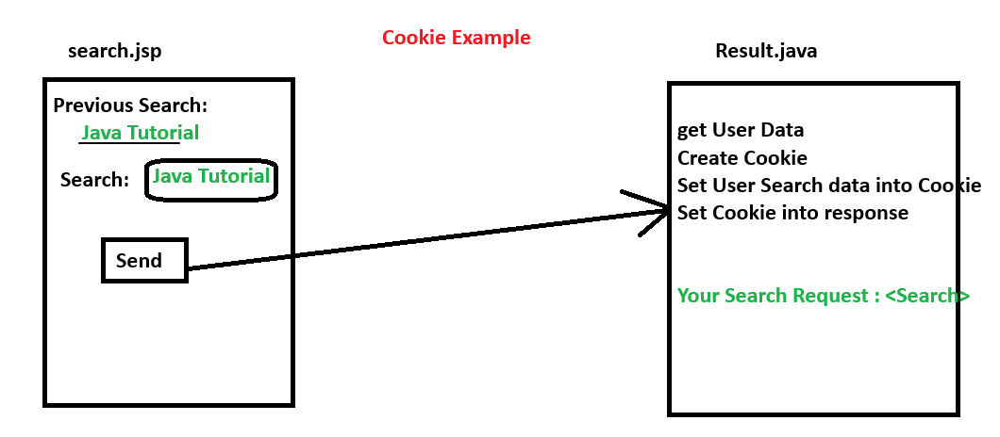 Cookie Example
search.jsp
Previous Search:
Java Tutorial
Search: Java Tutorial
Send
Result.java
get User Data
Create Cookie
Set User Search data into Cookie
Set Cookie into response
Your Search Request : <Search>